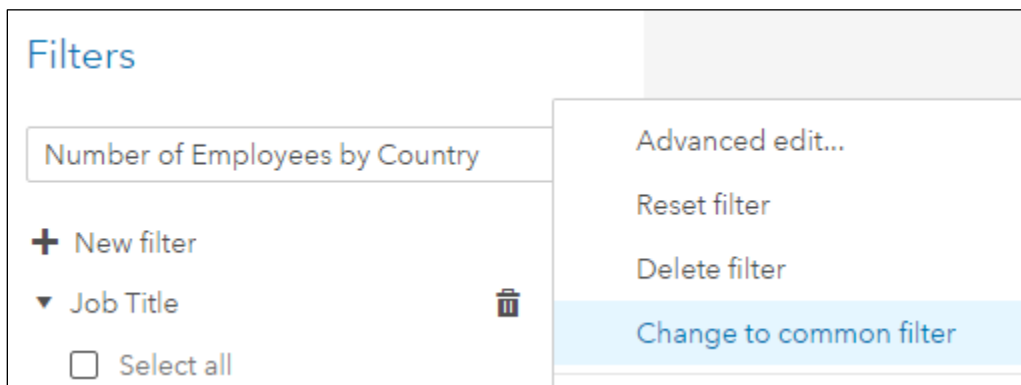 Filters
Number of Employees by Country
New filter
Job Title
Select all
Advanced edit...
Reset filter
Delete filter
Change to common filter